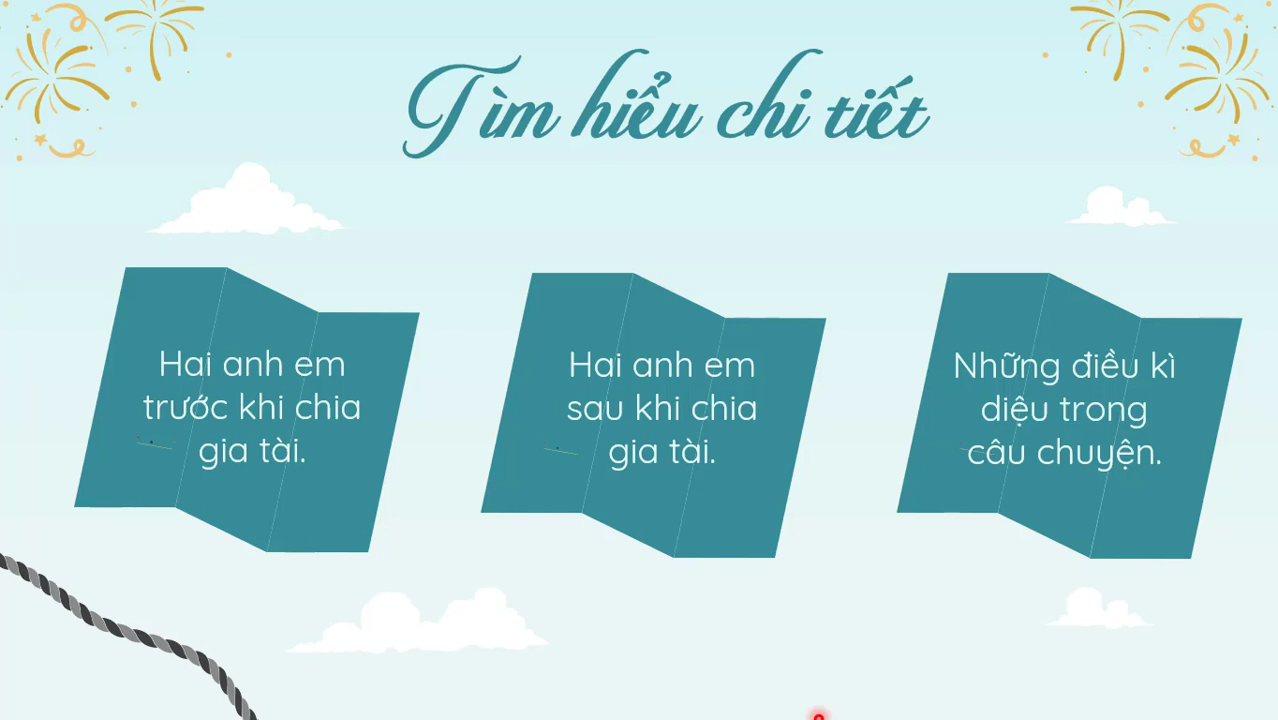 Tìm hiểu chi tiết
Hai anh em
trước khi chia
gia tài.
Hai anh em
sau khi chia
gia tài.
Những điều kì
diệu trong
câu chuyện.